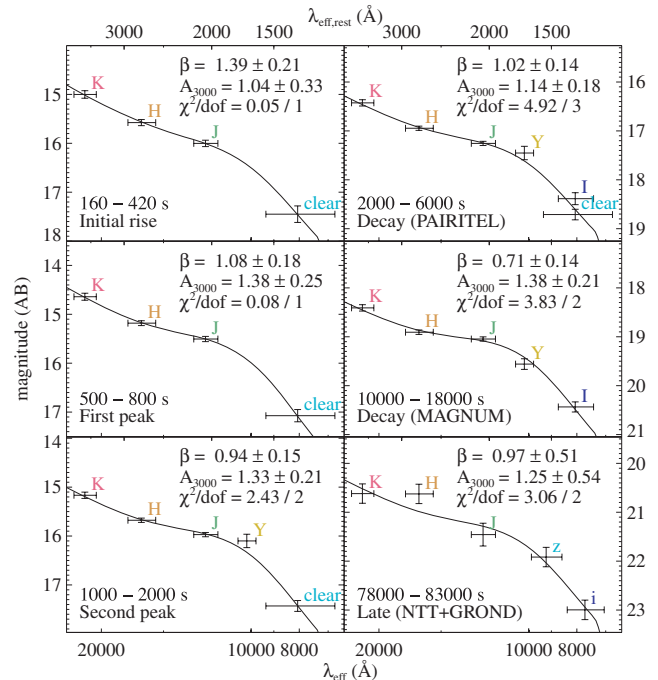 λeff,rest (Å)
3000 2000 1500 3000 2000 1500
K
H
J
clear
β = 1.39 ± 0.21
A3000 = 1.04 ± 0.33
χ²/dof = 0.05 / 1
160 − 420 s
Initial rise
15
16
17
18
K
H
J
Y
I
clear
β = 1.02 ± 0.14
A3000 = 1.14 ± 0.18
χ²/dof = 4.92 / 3
2000 − 6000 s
Decay (PAIRITEL)
16
17
18
19
magnitude (AB)
K
H
J
clear
β = 1.08 ± 0.18
A3000 = 1.38 ± 0.25
χ²/dof = 0.08 / 1
500 − 800 s
First peak
14
15
16
17
K
H
J
Y
I
β = 0.71 ± 0.14
A3000 = 1.38 ± 0.21
χ²/dof = 3.83 / 2
10000 − 18000 s
Decay (MAGNUM)
18
19
20
21
K
H
J
Y
clear
β = 0.94 ± 0.15
A3000 = 1.33 ± 0.21
χ²/dof = 2.43 / 2
1000 − 2000 s
Second peak
14
15
16
17
K
H
J
z
i
β = 0.97 ± 0.51
A3000 = 1.25 ± 0.54
χ²/dof = 3.06 / 2
78000 − 83000 s
Late (NTT+GROND)
20
21
22
23
20000 10000 8000 20000 10000 8000
λeff (Å)